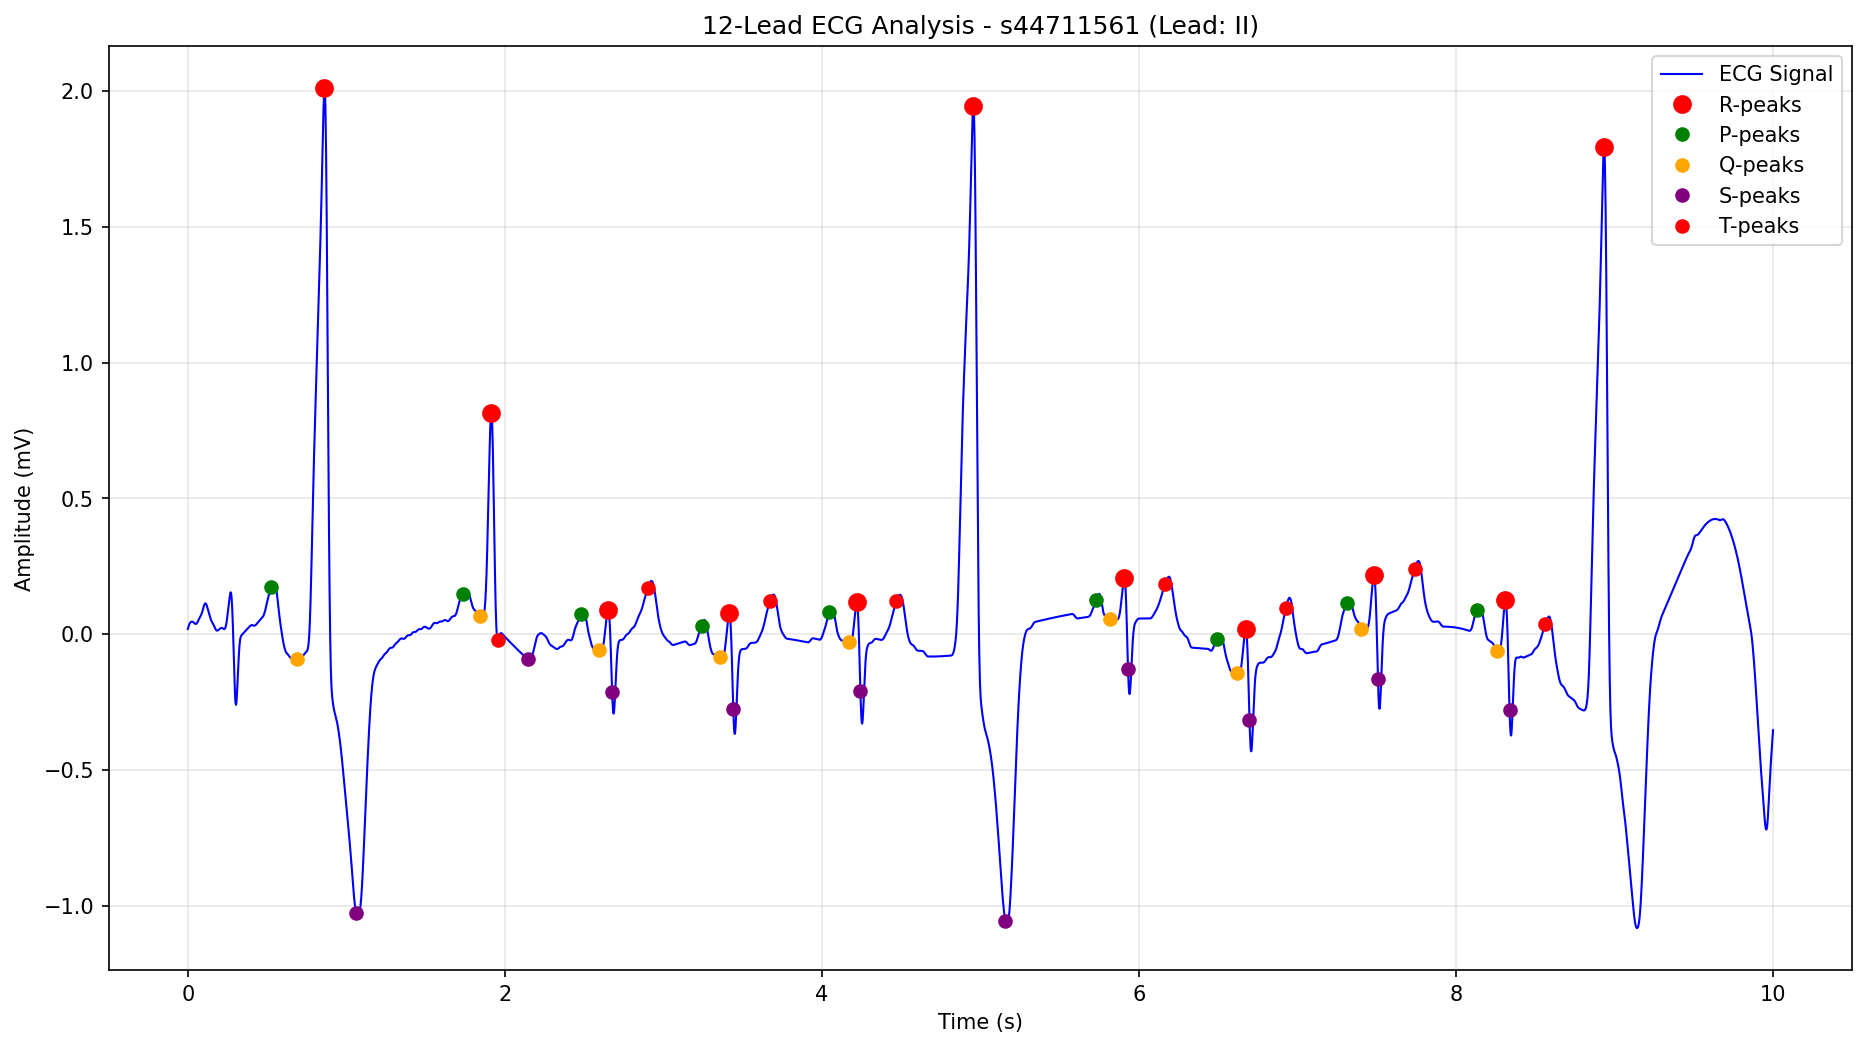 12-Lead ECG Analysis - s44711561 (Lead: II)
ECG Signal
R-peaks
P-peaks
Q-peaks
S-peaks
T-peaks
Amplitude (mV)
2.0
1.5
1.0
0.5
0.0
−0.5
−1.0
0 2 4 6 8 10
Time (s)